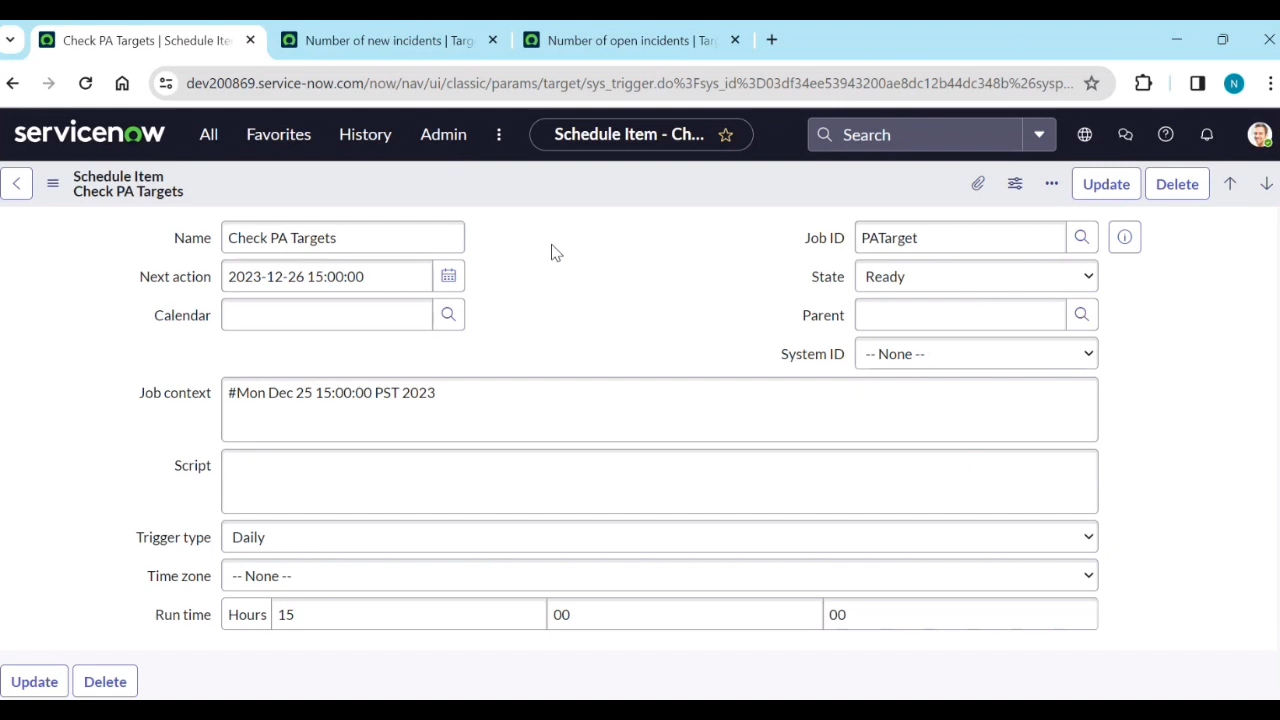 Check PA Targets | Schedule Ite
Number of new incidents | Targ
Number of open incidents | Tar
dev200869.service-now.com/now/nav/ui/classic/params/target/sys_trigger.do%3Fsys_id%3D03df34ee53943200ae8dc12b44dc348b%26sysp...
N
servicenow
All
Favorites
History
Admin
Schedule Item - Ch...
Search
Schedule Item
Check PA Targets
Update
Delete
Name
Check PA Targets
Job ID
PATarget
Next action
2023-12-26 15:00:00
State
Ready
Calendar
Parent
System ID
-- None --
Job context
#Mon Dec 25 15:00:00 PST 2023
Script
Trigger type
Daily
Time zone
-- None --
Run time
Hours
15
00
00
Update
Delete